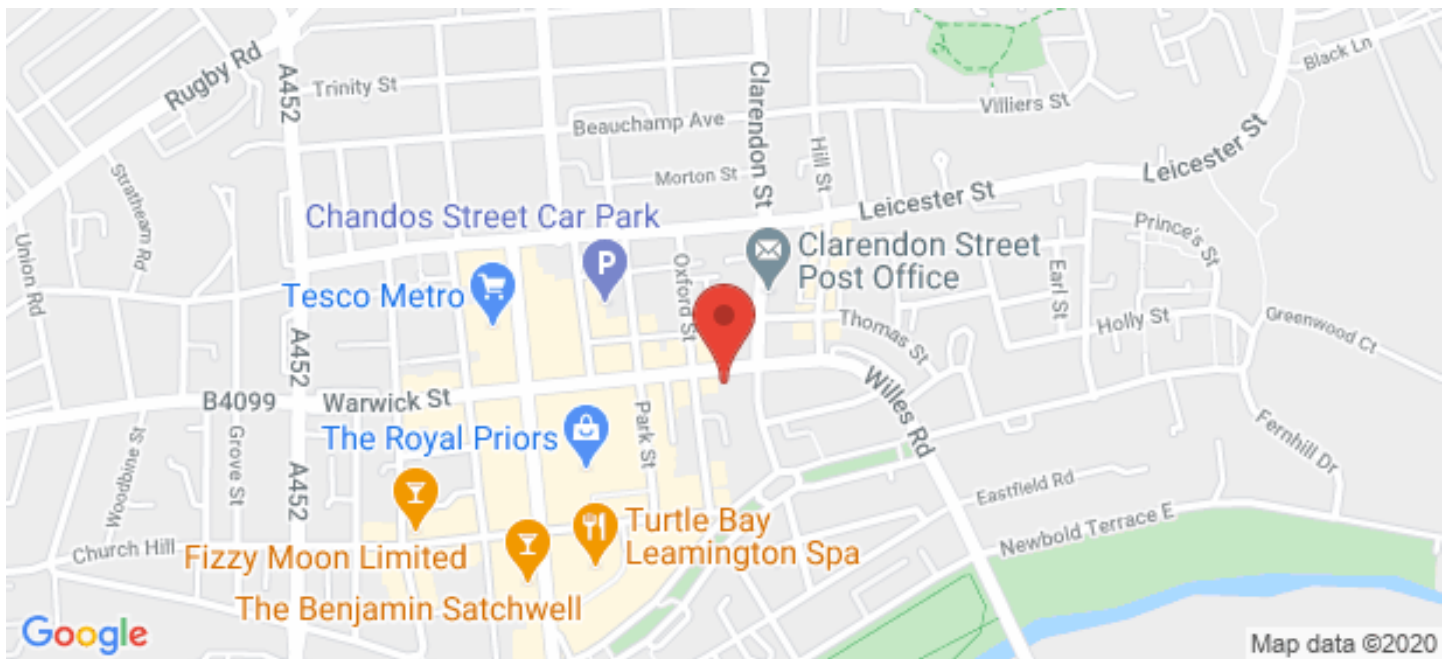 Rugby Rd
A452
Trinity St
Clarendon St
Black Ln
Villiers St
Beauchamp Ave
Hill St
Leicester St
Strathearn Rd
Morton St
Leicester St
Chandos Street Car Park
P
Prince's St
Union Rd
Oxford St
Clarendon Street
Post Office
Earl St
Tesco Metro
Thomas St
Holly St
Greenwood Ct
A452
B4099
Warwick St
Willes Rd
Park St
The Royal Priors
Fernhill Dr
Woodbine St
Grove St
A452
Eastfield Rd
Newbold Terrace E
Church Hill
Fizzy Moon Limited
Turtle Bay
Leamington Spa
The Benjamin Satchwell
Google
Map data ©2020